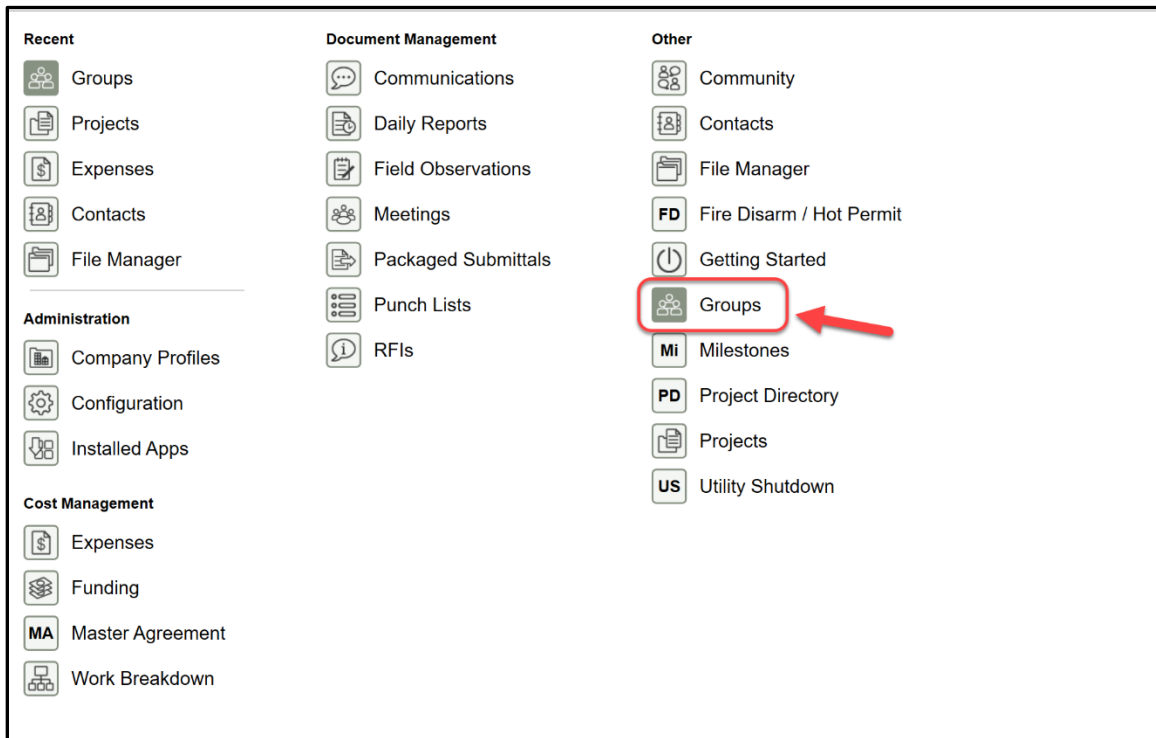 Recent
Groups
Projects
Expenses
Contacts
File Manager
Administration
Company Profiles
Configuration
Installed Apps
Cost Management
Expenses
Funding
MA Master Agreement
Work Breakdown
Document Management
Communications
Daily Reports
Field Observations
Meetings
Packaged Submittals
Punch Lists
RFIs
Other
Community
Contacts
File Manager
FD Fire Disarm / Hot Permit
Getting Started
Groups
Mi Milestones
PD Project Directory
Projects
US Utility Shutdown